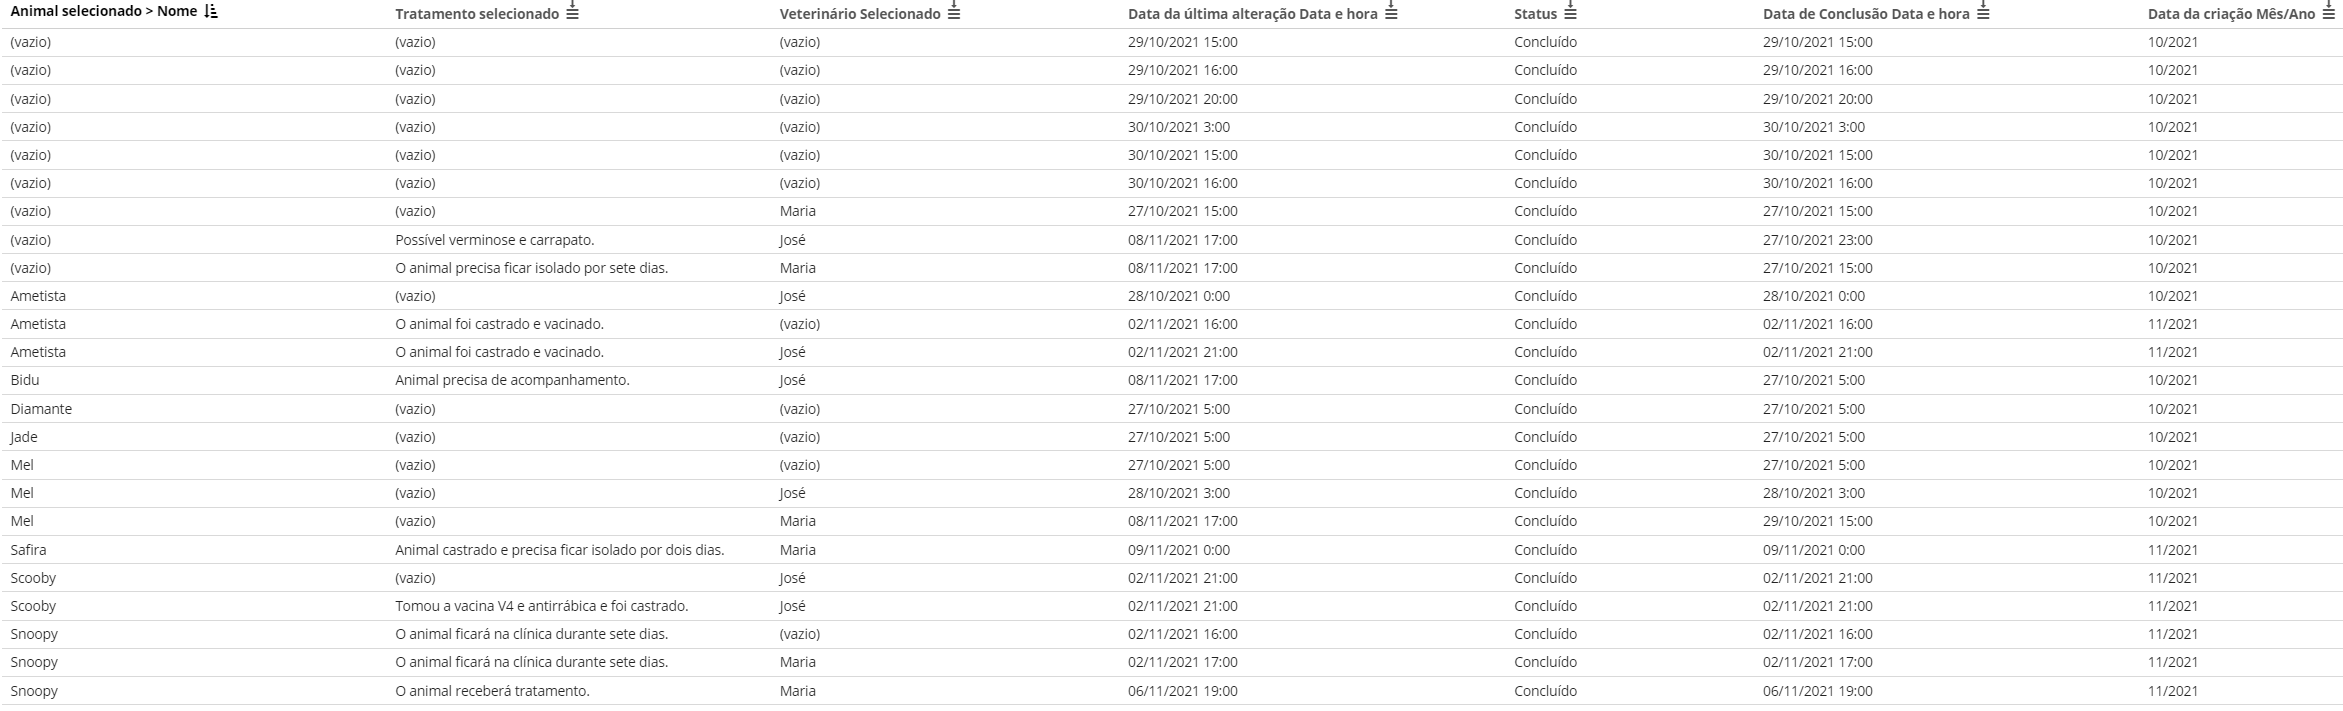 Animal selecionado > Nome Tratamento selecionado Veterinário Selecionado Data da última alteração Data e hora Status Data de Conclusão Data e hora Data da criação Mês/Ano
(vazio) (vazio) (vazio) 29/10/2021 15:00 Concluído 29/10/2021 15:00 10/2021
(vazio) (vazio) (vazio) 29/10/2021 16:00 Concluído 29/10/2021 16:00 10/2021
(vazio) (vazio) (vazio) 29/10/2021 20:00 Concluído 29/10/2021 20:00 10/2021
(vazio) (vazio) (vazio) 30/10/2021 3:00 Concluído 30/10/2021 3:00 10/2021
(vazio) (vazio) (vazio) 30/10/2021 15:00 Concluído 30/10/2021 15:00 10/2021
(vazio) (vazio) (vazio) 30/10/2021 16:00 Concluído 30/10/2021 16:00 10/2021
(vazio) (vazio) Maria 27/10/2021 15:00 Concluído 27/10/2021 15:00 10/2021
(vazio) Possível verminose e carrapato. José 08/11/2021 17:00 Concluído 27/10/2021 23:00 10/2021
(vazio) O animal precisa ficar isolado por sete dias. Maria 08/11/2021 17:00 Concluído 27/10/2021 15:00 10/2021
Ametista (vazio) José 28/10/2021 0:00 Concluído 28/10/2021 0:00 10/2021
Ametista O animal foi castrado e vacinado. (vazio) 02/11/2021 16:00 Concluído 02/11/2021 16:00 11/2021
Ametista O animal foi castrado e vacinado. José 02/11/2021 21:00 Concluído 02/11/2021 21:00 11/2021
Bidu Animal precisa de acompanhamento. José 08/11/2021 17:00 Concluído 27/10/2021 5:00 10/2021
Diamante (vazio) (vazio) 27/10/2021 5:00 Concluído 27/10/2021 5:00 10/2021
Jade (vazio) (vazio) 27/10/2021 5:00 Concluído 27/10/2021 5:00 10/2021
Mel (vazio) (vazio) 27/10/2021 5:00 Concluído 27/10/2021 5:00 10/2021
Mel (vazio) José 28/10/2021 3:00 Concluído 28/10/2021 3:00 10/2021
Mel (vazio) Maria 08/11/2021 17:00 Concluído 29/10/2021 15:00 10/2021
Safira Animal castrado e precisa ficar isolado por dois dias. Maria 09/11/2021 0:00 Concluído 09/11/2021 0:00 11/2021
Scooby (vazio) José 02/11/2021 21:00 Concluído 02/11/2021 21:00 11/2021
Scooby Tomou a vacina V4 e antirrábica e foi castrado. José 02/11/2021 21:00 Concluído 02/11/2021 21:00 11/2021
Snoopy O animal ficará na clínica durante sete dias. (vazio) 02/11/2021 16:00 Concluído 02/11/2021 16:00 11/2021
Snoopy O animal ficará na clínica durante sete dias. Maria 02/11/2021 17:00 Concluído 02/11/2021 17:00 11/2021
Snoopy O animal receberá tratamento. Maria 06/11/2021 19:00 Concluído 06/11/2021 19:00 11/2021